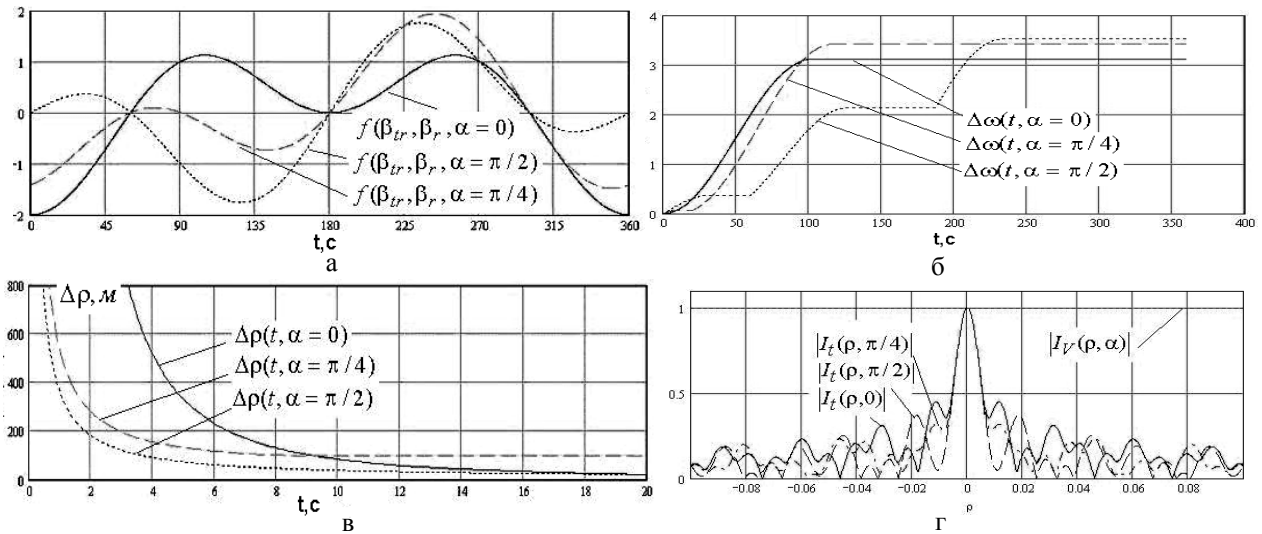 2
1
0
-1
-2
0 45 90 135 180 225 270 315 360
t,c
f(β_tr, β_r, α = 0)
f(β_tr, β_r, α = π / 2)
f(β_tr, β_r, α = π / 4)
а
4
3
2
1
0
0 50 100 150 200 250 300 350 400
t,c
Δω(t, α = 0)
Δω(t, α = π / 4)
Δω(t, α = π / 2)
б
800
600
400
200
0
0 2 4 6 8 10 12 14 16 18 20
Δρ, м
Δρ(t, α = 0)
Δρ(t, α = π / 4)
Δρ(t, α = π / 2)
t,c
в
1
0.5
0
−0.08 −0.06 −0.04 −0.02 0 0.02 0.04 0.06 0.08
ρ
|I_t(ρ, π/4)|
|I_t(ρ, π/2)|
|I_t(ρ,0)|
|I_V(ρ, α)|
г